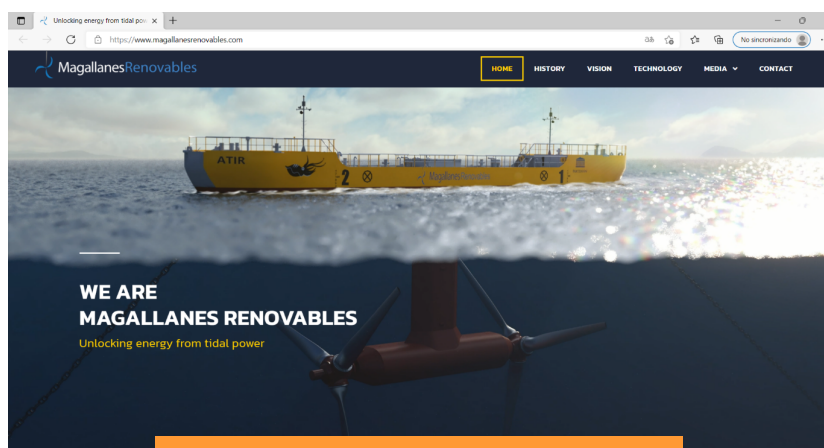 Unlocking energy from tidal pow
https://www.magallanesrenovables.com
No sincronizando
MagallanesRenovables
HOME
HISTORY
VISION
TECHNOLOGY
MEDIA
CONTACT
ATIR
2
MagallanesRenovables
1
WE ARE
MAGALLANES RENOVABLES
Unlocking energy from tidal power